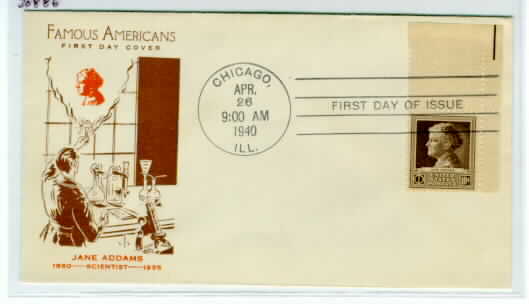 FAMOUS AMERICANS
FIRST DAY COVER
CHICAGO,
APR.
26
9:00 AM
1940
ILL.
FIRST DAY OF ISSUE
JANE ADDAMS
1860—SCIENTIST—1935